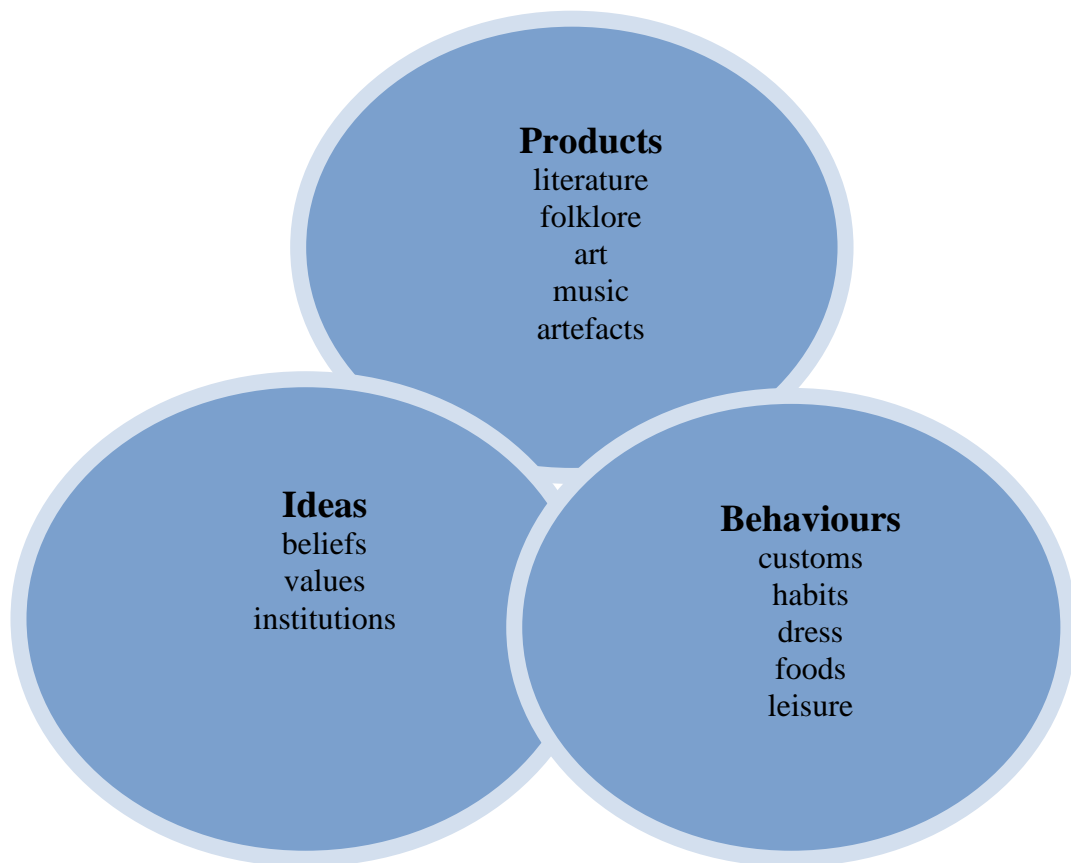 Products
literature
folklore
art
music
artefacts
Ideas
beliefs
values
institutions
Behaviours
customs
habits
dress
foods
leisure